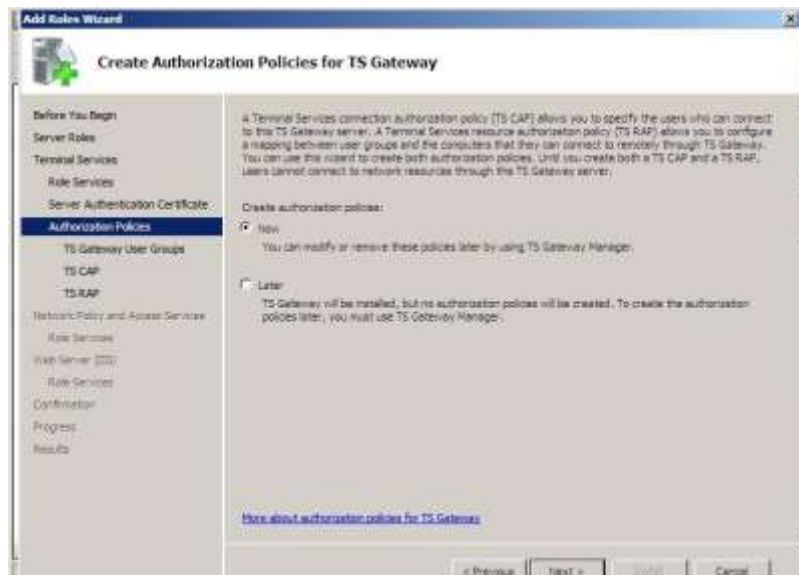 Add Roles Wizard
Create Authorization Policies for TS Gateway
Before You Begin
Server Roles
Terminal Services
Role Services
Server Authentication Certificate
Authorization Policies
TS Gateway User Groups
TS CAP
TS RAP
Network Policy and Access Services
Role Services
Web Server (IIS)
Role Services
Confirmation
Progress
Results
A Terminal Services connection authorization policy (TS CAP) allows you to specify the users who can connect
to this TS Gateway server. A Terminal Services resource authorization policy (TS RAP) allows you to configure
a mapping between user groups and the computers that they can connect to remotely through TS Gateway.
You can use this wizard to create both authorization policies. Until you create both a TS CAP and a TS RAP,
users cannot connect to network resources through this TS Gateway server.
Create authorization policies:
Now
You can modify or remove these policies later by using TS Gateway Manager.
Later
TS Gateway will be installed, but no authorization policies will be created. To create the authorization
policies later, you must use TS Gateway Manager.
More about authorization policies for TS Gateway
< Previous
Next >
Install
Cancel